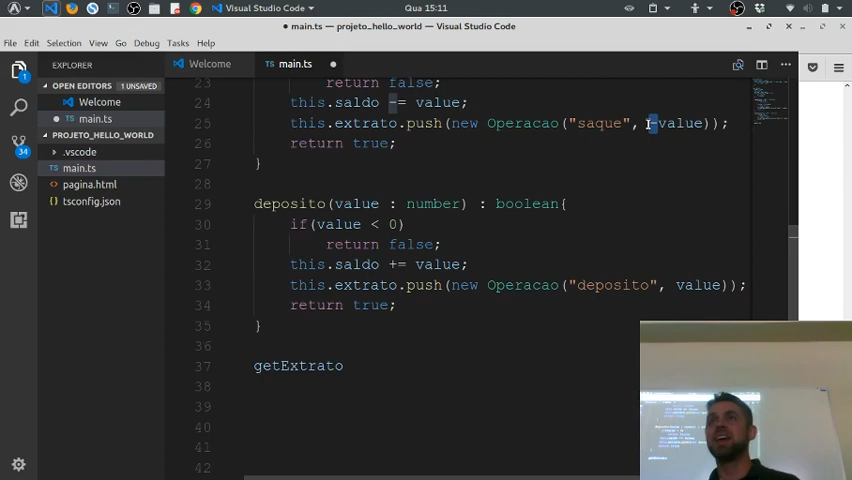 Visual Studio Code
Qua 15:11
main.ts - projeto_hello_world - Visual Studio Code
File Edit Selection View Go Debug Tasks Help
EXPLORER
Welcome
main.ts
OPEN EDITORS 1 UNSAVED
Welcome
main.ts
PROJETO_HELLO_WORLD
.vscode
main.ts
pagina.html
tsconfig.json
1
34
23 return false;
24 this.saldo -= value;
25 this.extrato.push(new Operacao("saque", -value));
26 return true;
27 }
28
29 deposito(value : number) : boolean{
30 if(value < 0)
31 return false;
32 this.saldo += value;
33 this.extrato.push(new Operacao("deposito", value));
34 return true;
35 }
36
37 getExtrato
38
39
40
41
42